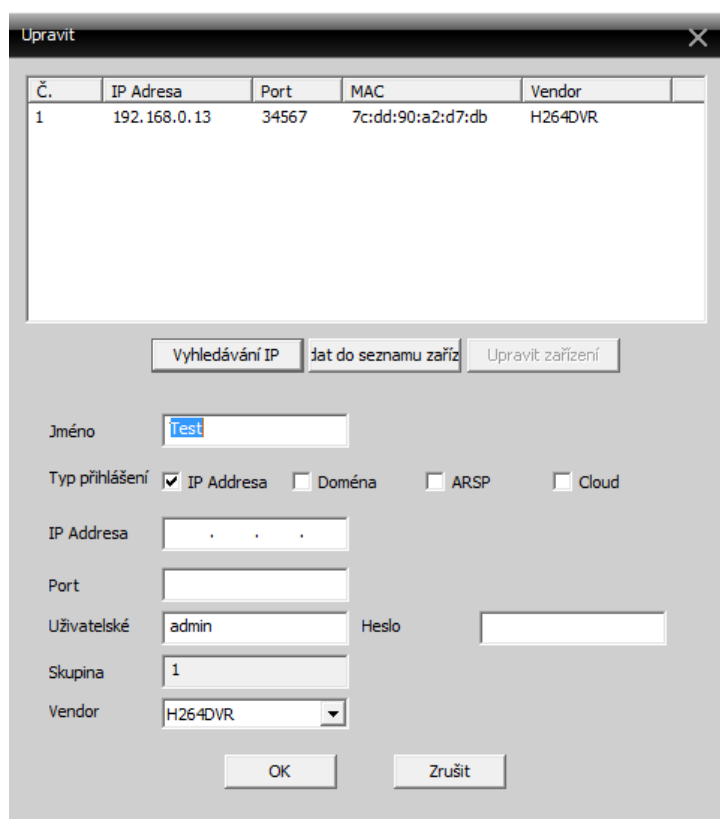 Upravit
Č. IP Adresa Port MAC Vendor
1 192.168.0.13 34567 7c:dd:90:a2:d7:db H264DVR
Vyhledávání IP dat do seznamu zaříz Upravit zařízení
Jméno Test
Typ přihlášení IP Addresa Doména ARSP Cloud
IP Addresa . . .
Port
Uživatelské admin Heslo
Skupina 1
Vendor H264DVR
OK Zrušit